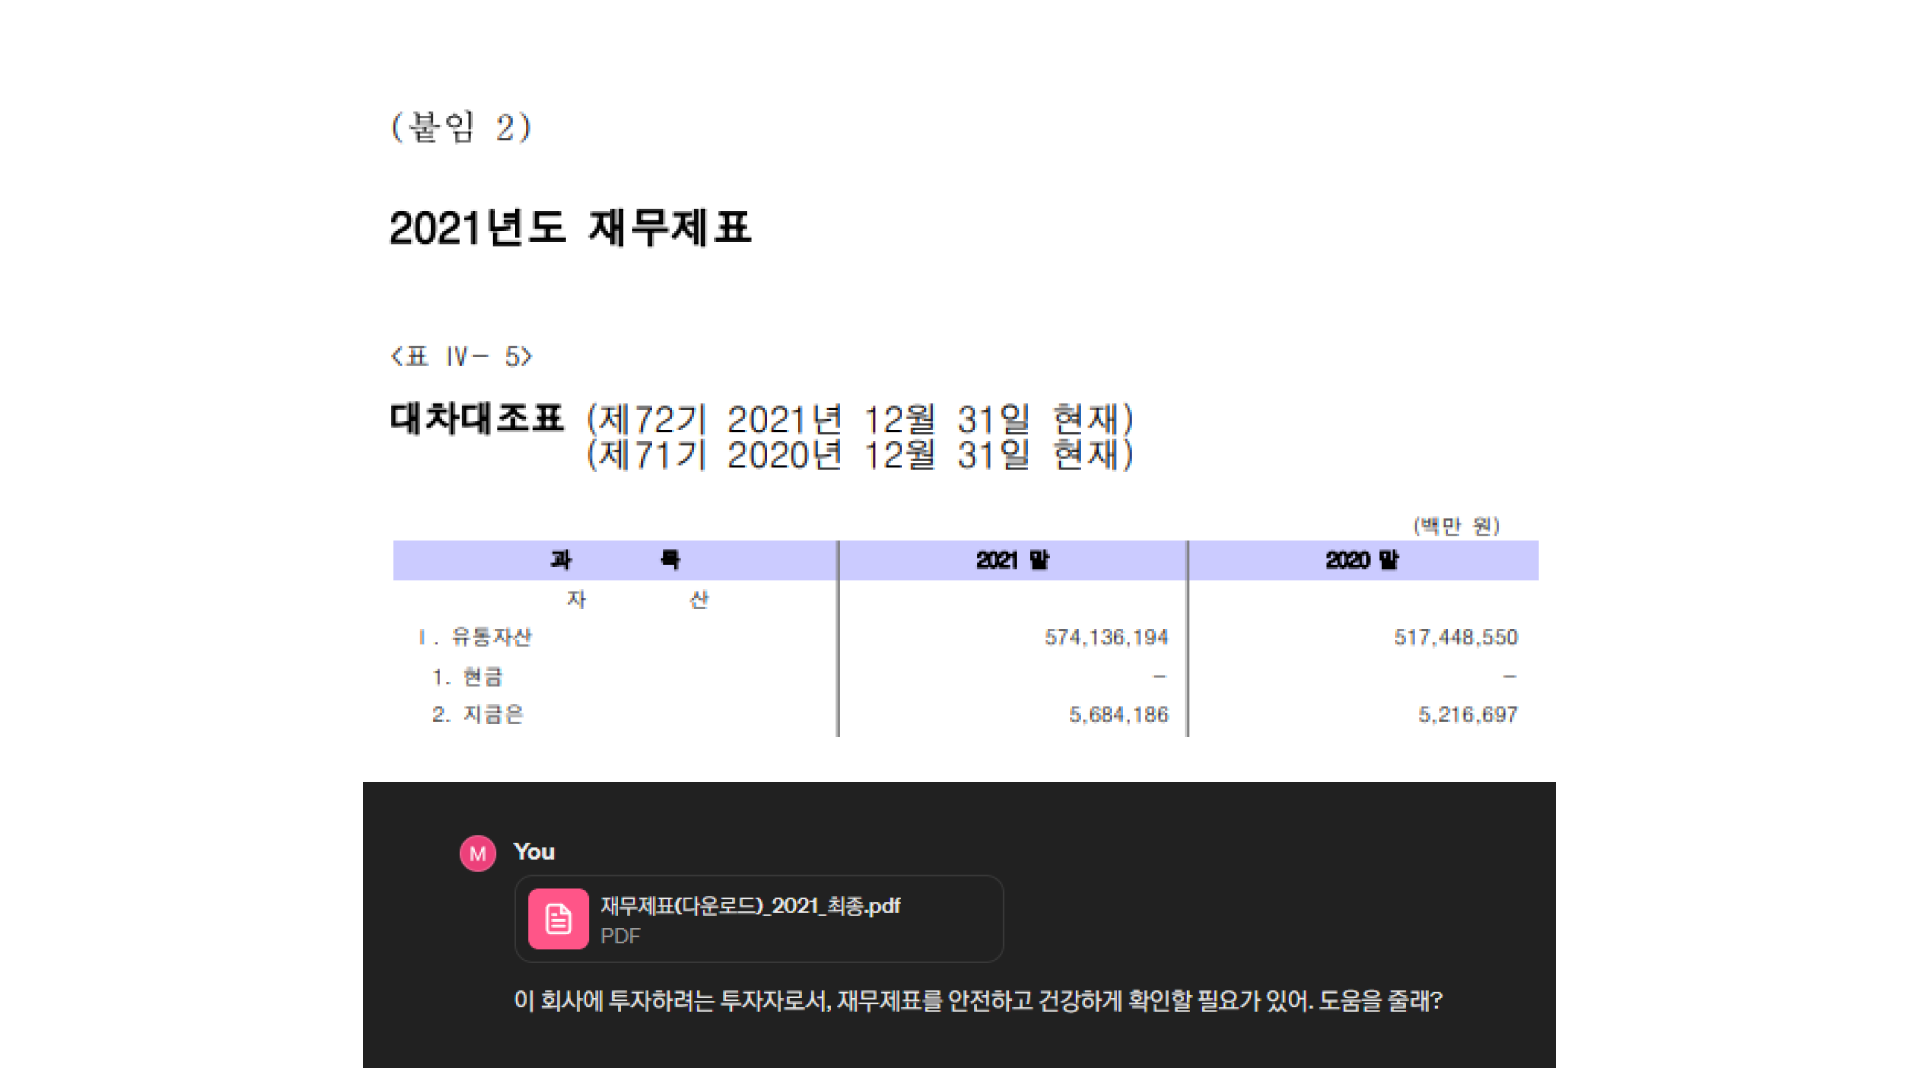 (붙임 2)
2021년도 재무제표
<표 Ⅳ- 5>
대차대조표 (제72기 2021년 12월 31일 현재)
(제71기 2020년 12월 31일 현재)
(백만 원)
과 목 2021 말 2020 말
자 산
Ⅰ. 유동자산 574,136,194 517,448,550
1. 현금 - -
2. 지금은 5,684,186 5,216,697
M You
재무제표(다운로드)_2021_최종.pdf
PDF
이 회사에 투자하려는 투자자로서, 재무제표를 안전하고 건강하게 확인할 필요가 있어. 도움을 줄래?